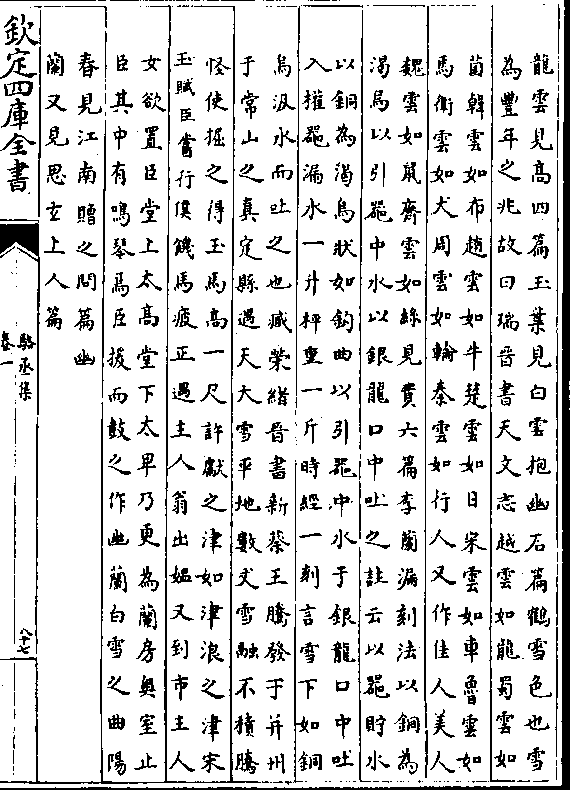 龍雲見高四篇玉葉見白雲抱幽石篇鶴雪色也雪
為豐年之兆故曰瑞晉書天文志越雲如龍蜀雲如
菌韓雲如布趙雲如牛楚雲如日宋雲如車魯雲如
馬衛雲如犬周雲如輪秦雲如行人又作佳人美人
魏雲如鼠齊雲如絲見費六篇李蘭漏刻法以銅為
渴烏以引器中水以銀龍口中吐之註云以器貯水
以銅為渴烏狀如鈎曲以引器中水于銀龍口中吐
入權器漏水一升秤重一斤時經一刻言雪下如銅
烏汲水而吐之也臧榮緒晉書新蔡王騰發于并州
于常山之真定縣遇天大雪平地數丈雪融不積騰
怪使掘之得玉馬高一尺許獻之津如津浪之津宋
玉賦臣嘗行僕饑馬疲正遇主人翁出媼又到市主人
女欲置臣堂上太高堂下太卑乃更為蘭房奥室止
臣其中有鳴琴焉臣援而鼓之作幽蘭白雪之曲陽
春見江南贈之問篇幽
蘭又見思玄上人篇
欽定四庫全書
駱丞集
卷一
八十七